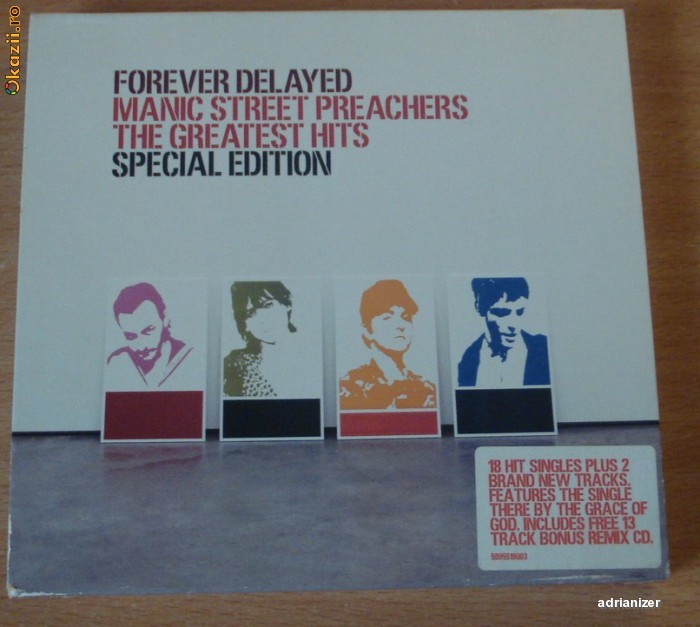 Okazii.ro
FOREVER DELAYED
MANIC STREET PREACHERS
THE GREATEST HITS
SPECIAL EDITION
18 HIT SINGLES PLUS 2
BRAND NEW TRACKS.
FEATURES THE SINGLE
THERE BY THE GRACE OF
GOD. INCLUDES FREE 13
TRACK BONUS REMIX CD.
adrianizer